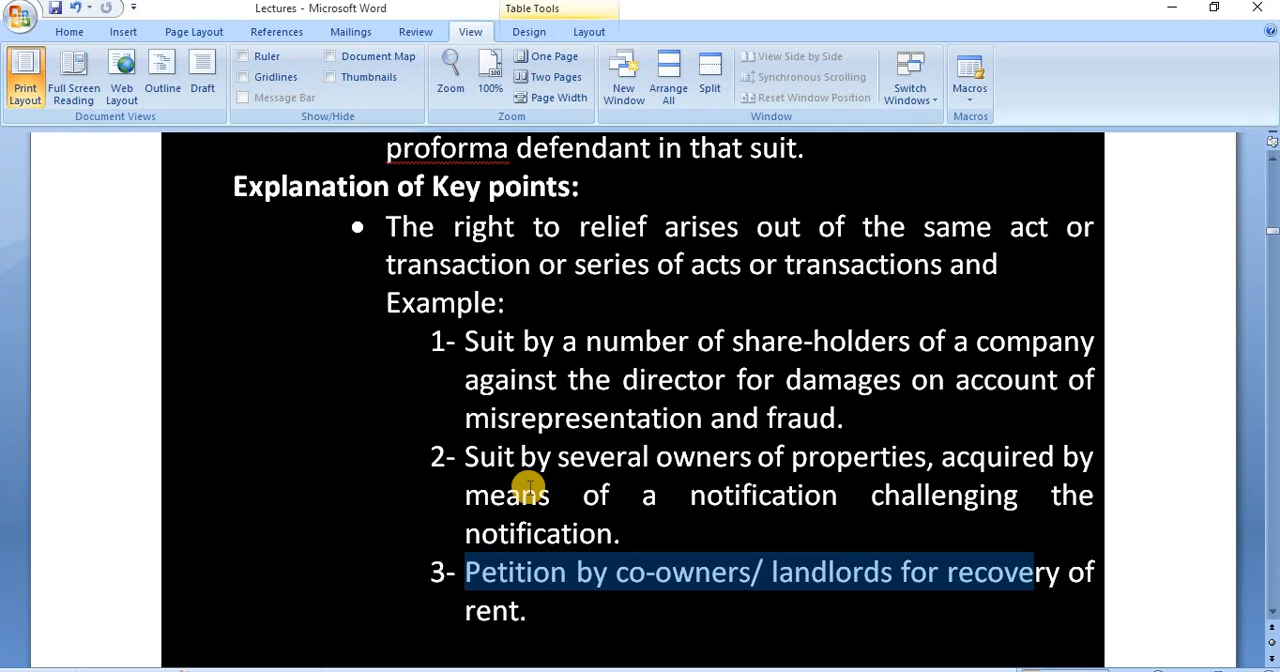 Lectures - Microsoft Word
Table Tools
Home Insert Page Layout References Mailings Review View Design Layout
Print Layout
Full Screen Reading
Web Layout
Outline
Draft
Document Views
Ruler
Gridlines
Message Bar
Document Map
Thumbnails
Show/Hide
Zoom
100%
One Page
Two Pages
Page Width
Zoom
New Window
Arrange All
Split
View Side by Side
Synchronous Scrolling
Reset Window Position
Switch Windows
Window
Macros
Macros
proforma defendant in that suit.
Explanation of Key points:
• The right to relief arises out of the same act or
transaction or series of acts or transactions and
Example:
1- Suit by a number of share-holders of a company
against the director for damages on account of
misrepresentation and fraud.
2- Suit by several owners of properties, acquired by
means of a notification challenging the
notification.
3- Petition by co-owners/ landlords for recovery of
rent.